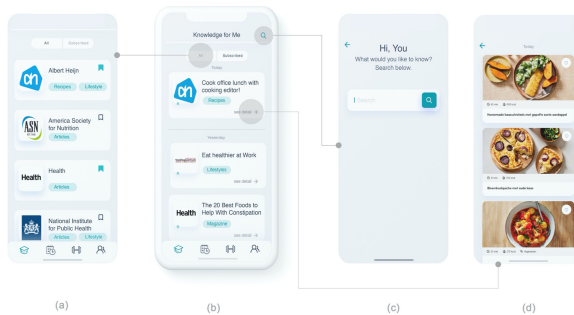 All
Subscribed
Albert Heijn
Recipes
Lifestyle
ASN
America Society
for Nutrition
Articles
Health
Health
Articles
National Institute
for Public Health
Articles
Lifestyle
(a)
Knowledge for Me
All
Subscribed
Today
Cook office lunch with
cooking editor!
Recipes
see detail →
Yesterday
Eat healthier at Work
Lifestyles
see detail →
Health
The 20 Best Foods to
Help With Constipation
Magazine
see detail →
(b)
Hi, You
What would you like to know?
Search below.
Search
(c)
Today
(d)